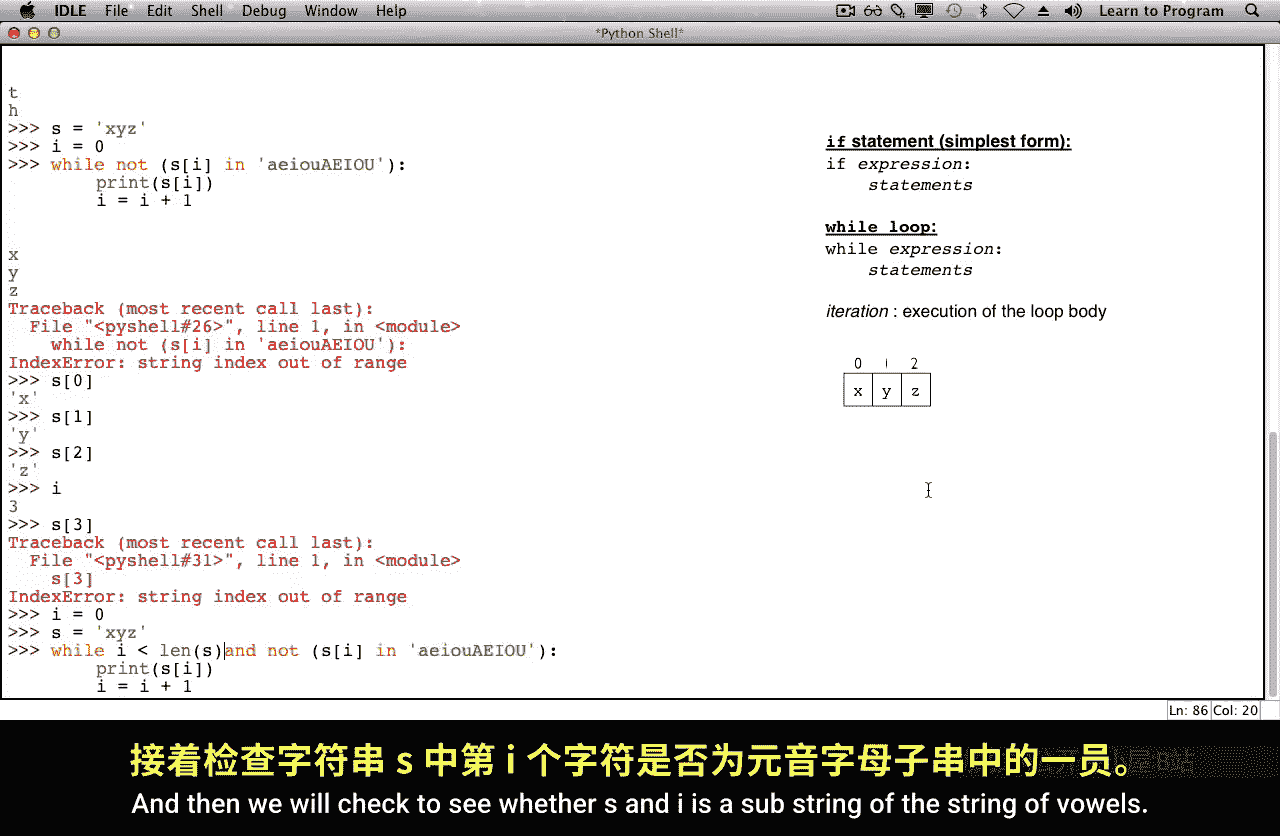 IDLE File Edit Shell Debug Window Help Learn to Program
*Python Shell*
t
h
>>> s = 'xyz'
>>> i = 0
>>> while not (s[i] in 'aeiouAEIOU'):
print(s[i])
i = i + 1
x
y
z
Traceback (most recent call last):
File "<pyshell#26>", line 1, in <module>
while not (s[i] in 'aeiouAEIOU'):
IndexError: string index out of range
>>> s[0]
'x'
>>> s[1]
'y'
>>> s[2]
'z'
>>> i
3
>>> s[3]
Traceback (most recent call last):
File "<pyshell#31>", line 1, in <module>
s[3]
IndexError: string index out of range
>>> i = 0
>>> s = 'xyz'
>>> while i < len(s)and not (s[i] in 'aeiouAEIOU'):
print(s[i])
i = i + 1
if statement (simplest form):
if expression:
statements
while loop:
while expression:
statements
iteration : execution of the loop body
0 1 2
x y z
Ln: 86 Col: 20
接着检查字符串 s 中第 i 个字符是否为元音字母子串中的一员。
And then we will check to see whether s and i is a sub string of the string of vowels.